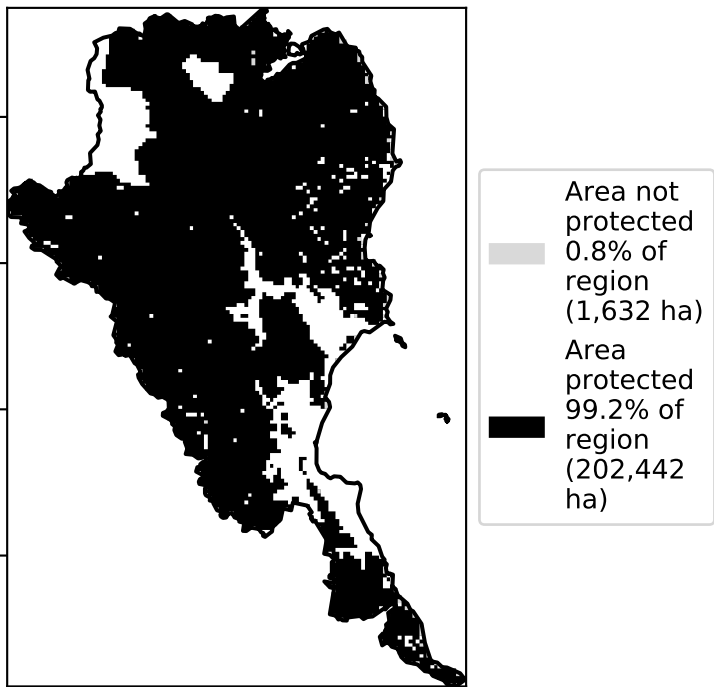 Area not
protected
0.8% of
region
(1,632 ha)
Area
protected
99.2% of
region
(202,442
ha)